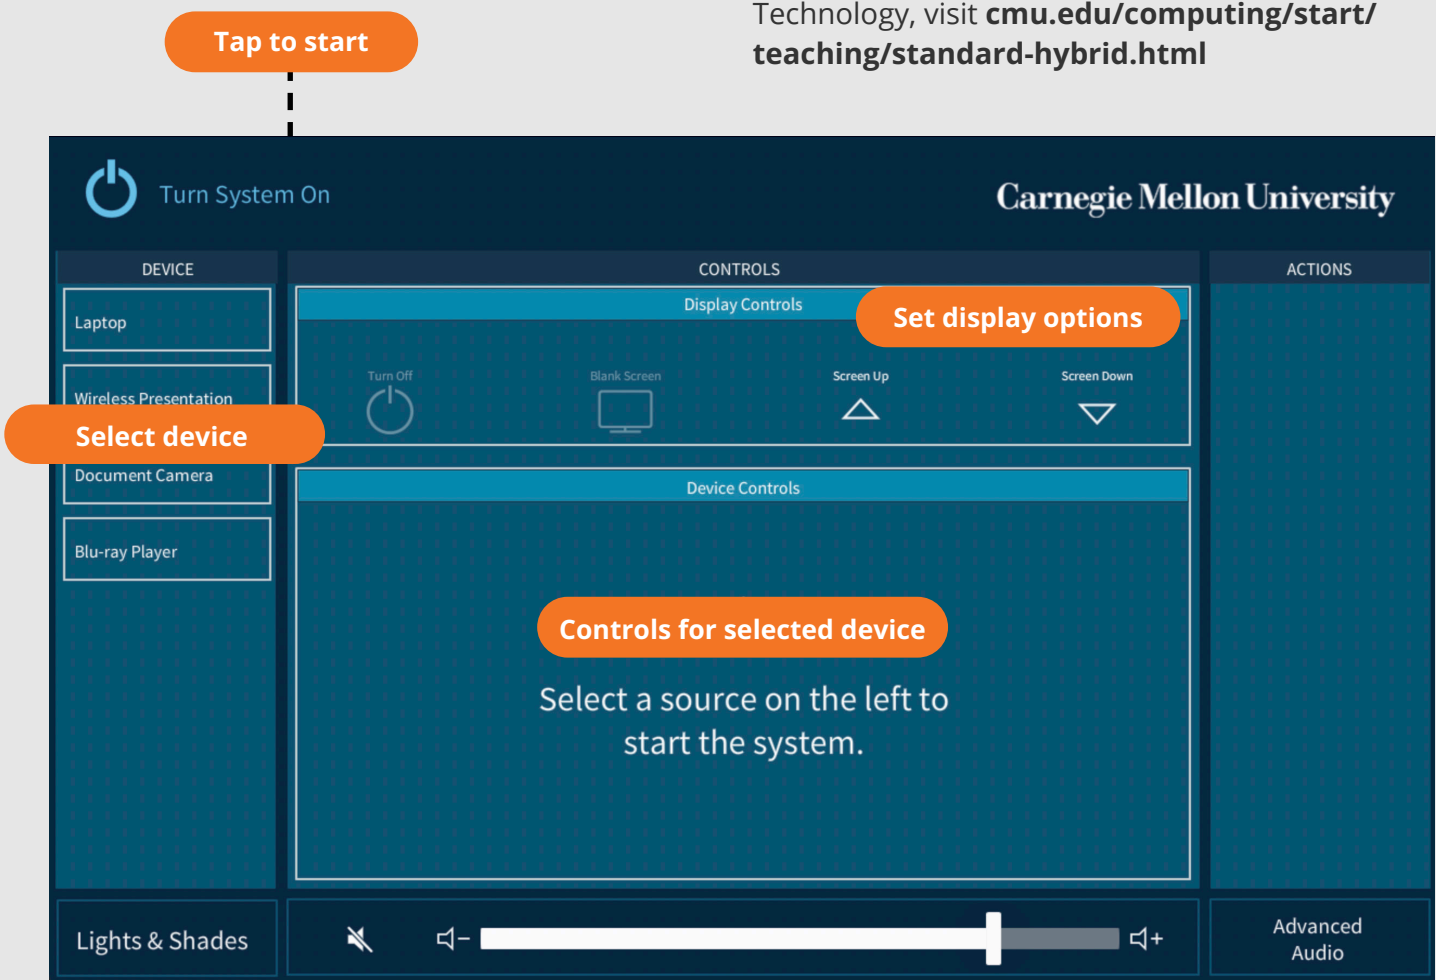 Technology, visit cmu.edu/computing/start/
teaching/standard-hybrid.html
Tap to start
Turn System On
Carnegie Mellon University
DEVICE
CONTROLS
ACTIONS
Laptop
Wireless Presentation
Select device
Document Camera
Blu-ray Player
Display Controls
Set display options
Turn Off
Blank Screen
Screen Up
Screen Down
Device Controls
Controls for selected device
Select a source on the left to
start the system.
Lights & Shades
Advanced
Audio